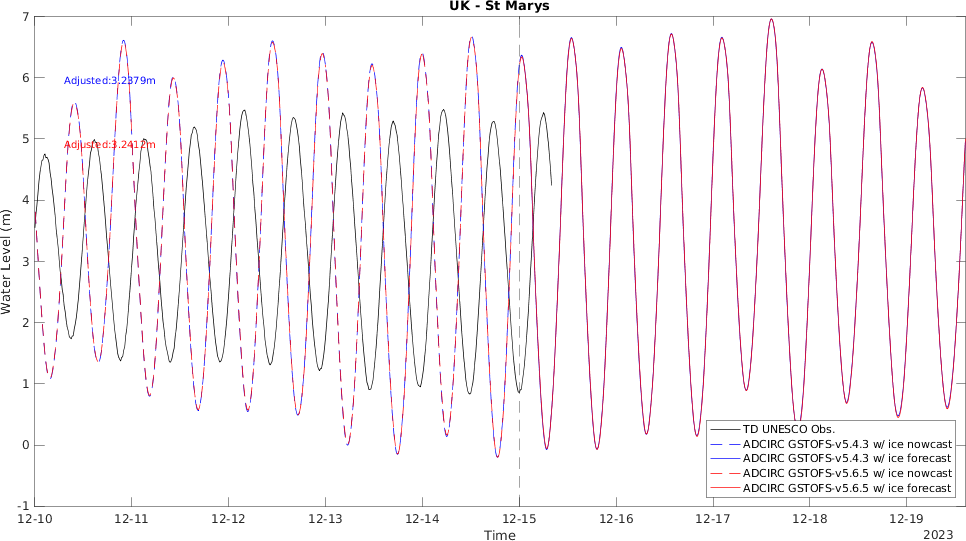 UK - St Marys
7
6
5
4
3
2
1
0
-1
Water Level (m)
Adjusted:3.2379m
Adjusted:3.2412m
TD UNESCO Obs.
ADCIRC GSTOFS-v5.4.3 w/ ice nowcast
ADCIRC GSTOFS-v5.4.3 w/ ice forecast
ADCIRC GSTOFS-v5.6.5 w/ ice nowcast
ADCIRC GSTOFS-v5.6.5 w/ ice forecast
12-10 12-11 12-12 12-13 12-14 12-15 12-16 12-17 12-18 12-19
Time
2023